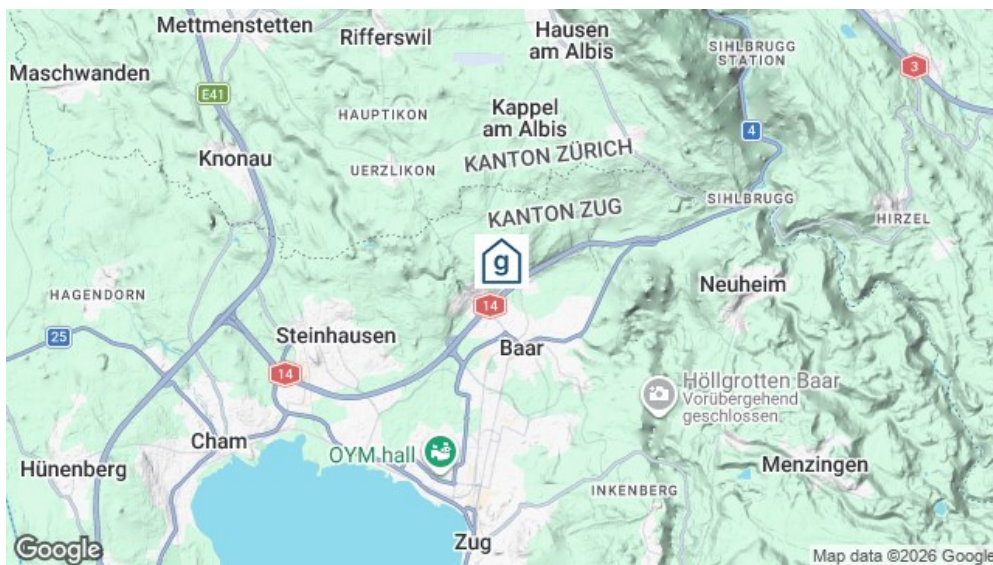 Mettmenstetten
Rifferswil
Hausen
am Albis
SIHLBRUGG
STATION
3
Maschwanden
E41
HAUPTIKON
Kappel
am Albis
4
Knonau
UERZLIKON
KANTON ZÜRICH
KANTON ZUG
SIHLBRUGG
HIRZEL
g
HAGENDORN
14
Neuheim
25
Steinhausen
Baar
14
Höllgrotten Baar
Vorübergehend
geschlossen
Cham
OYM hall
Hünenberg
Menzingen
INKENBERG
Zug
Google
Map data ©2026 Google